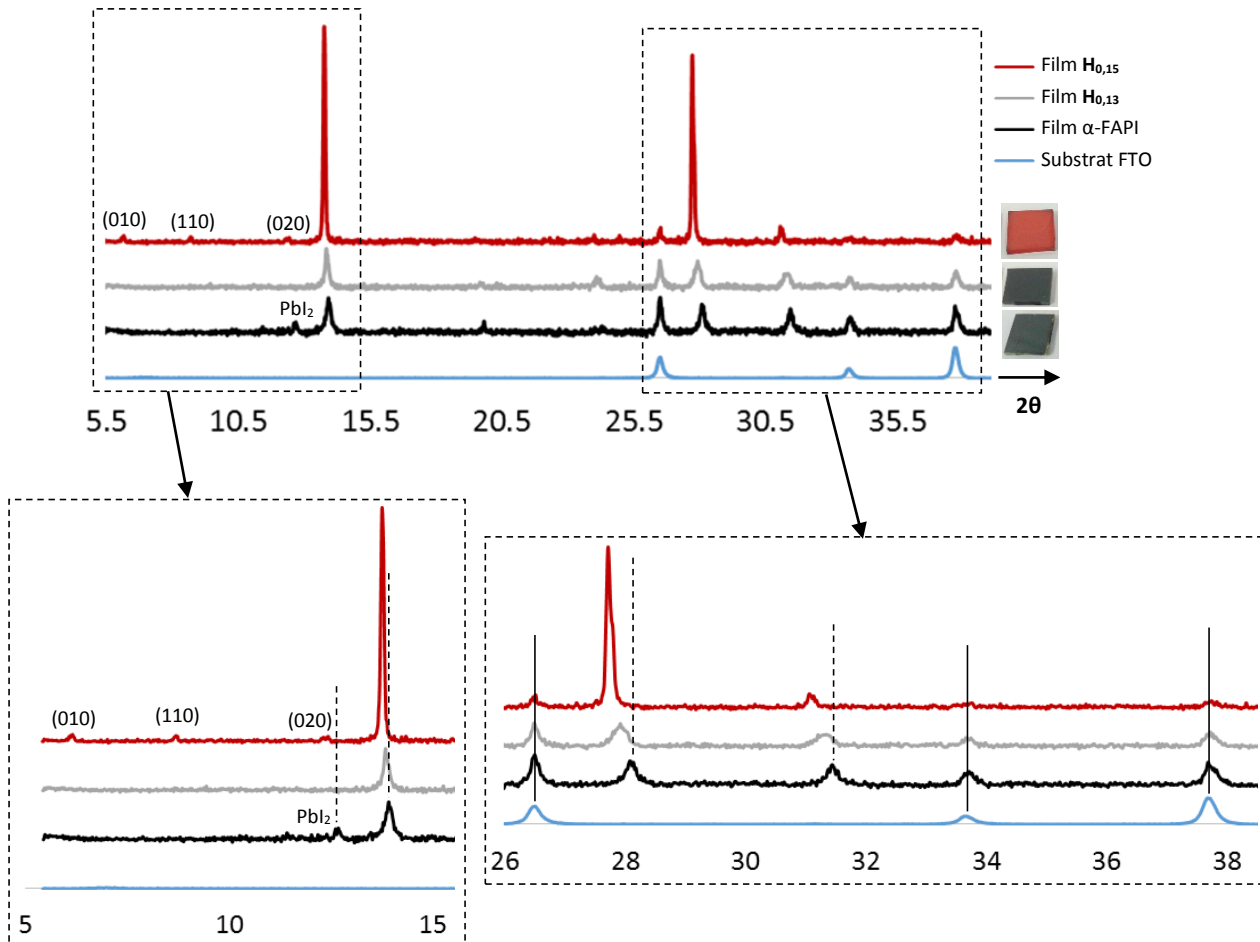 Film H₀,₁₅
Film H₀,₁₃
Film α-FAPI
Substrat FTO
(010) (110) (020)
PbI₂
2θ
5.5 10.5 15.5 20.5 25.5 30.5 35.5
(010) (110) (020)
PbI₂
5 10 15
26 28 30 32 34 36 38